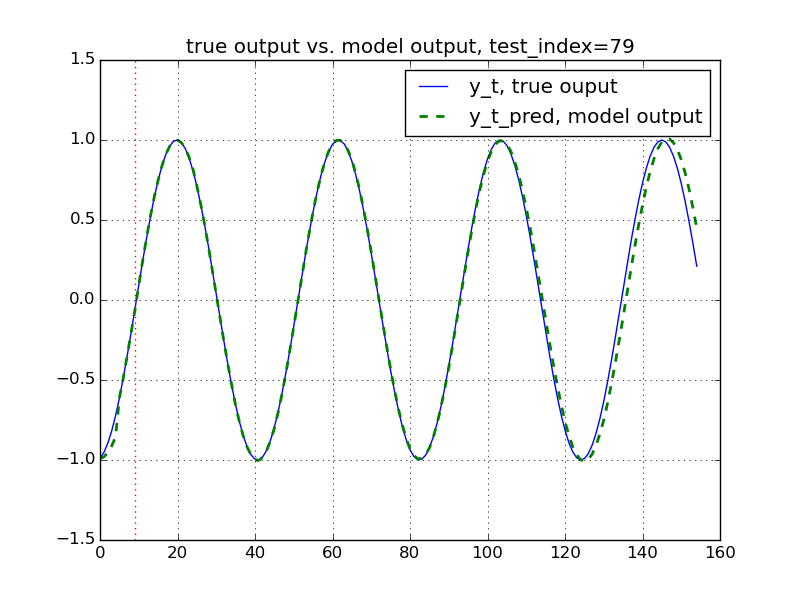 true output vs. model output, test_index=79
y_t, true ouput
y_t_pred, model output
1.5
1.0
0.5
0.0
−0.5
−1.0
−1.5
0 20 40 60 80 100 120 140 160